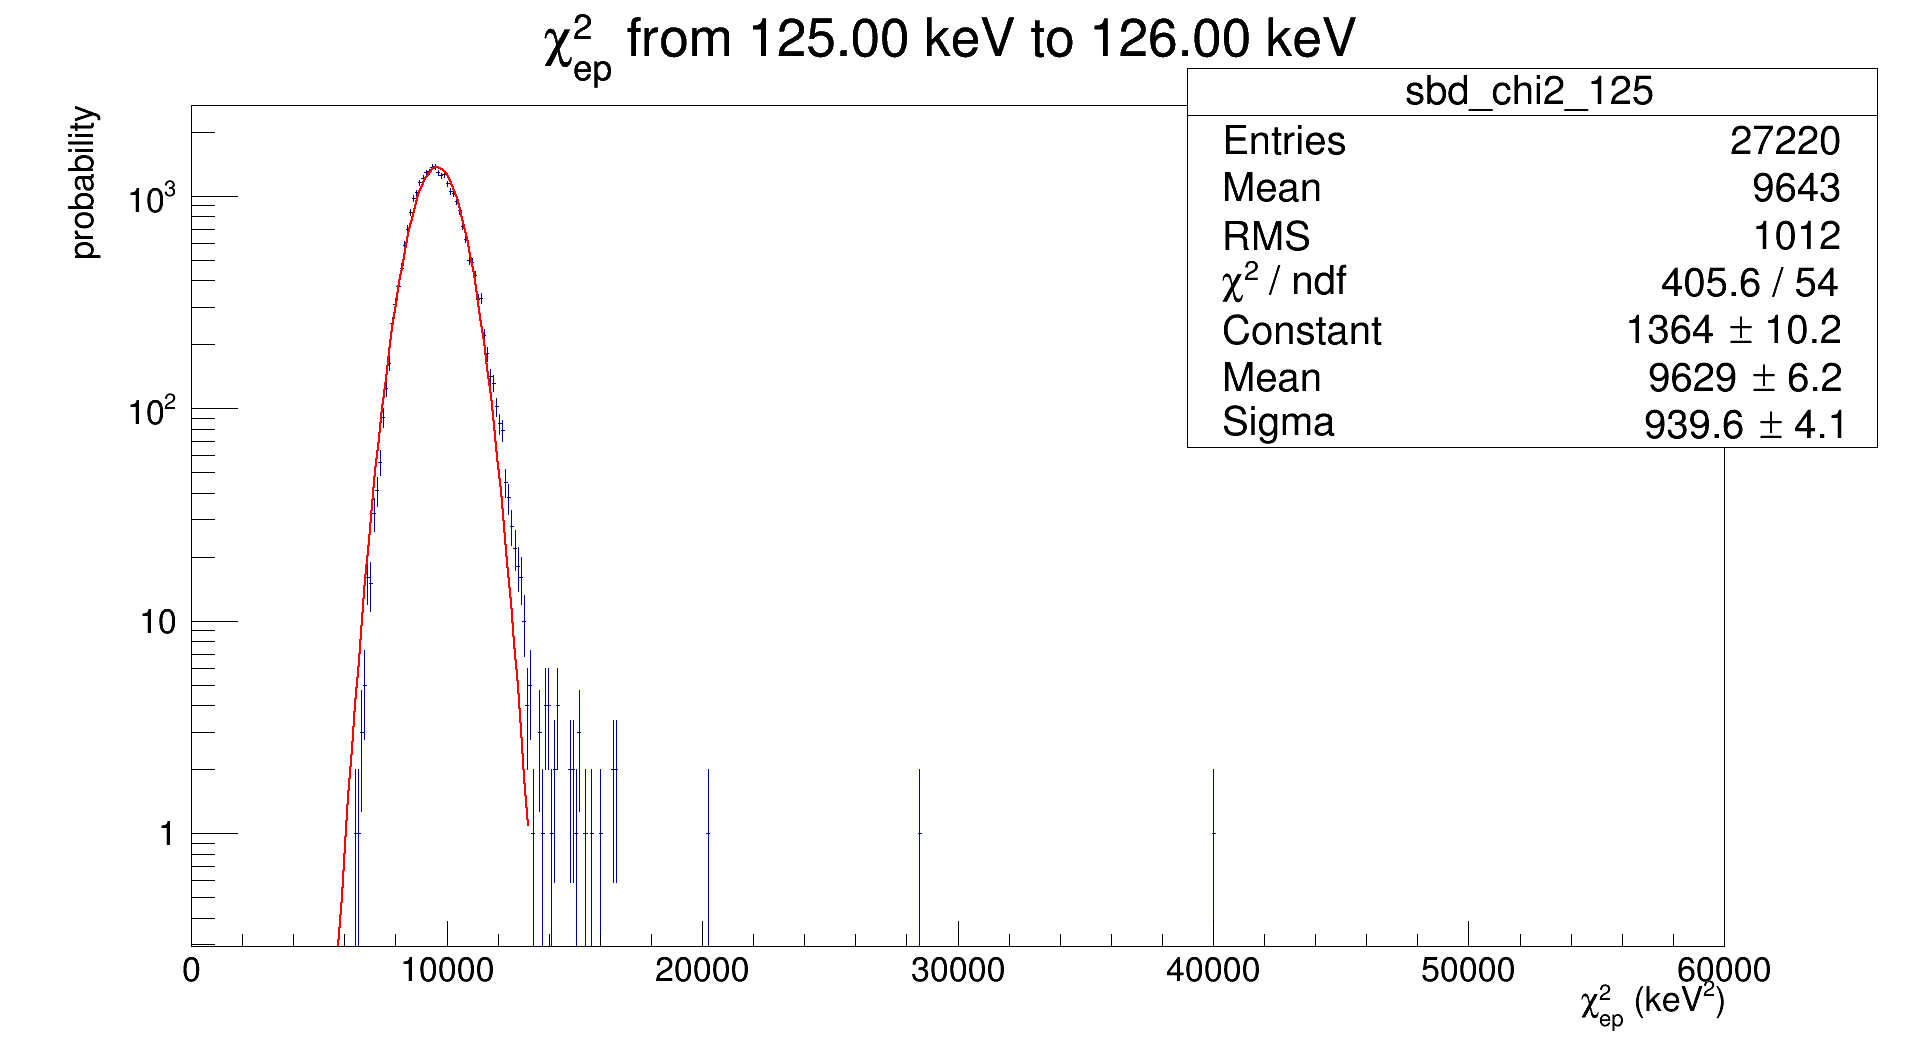 χ²ep from 125.00 keV to 126.00 keV
sbd_chi2_125
Entries 27220
Mean 9643
RMS 1012
χ² / ndf 405.6 / 54
Constant 1364 ± 10.2
Mean 9629 ± 6.2
Sigma 939.6 ± 4.1
probability
10³
10²
10
1
0 10000 20000 30000 40000 50000 60000
χ²ep (keV²)